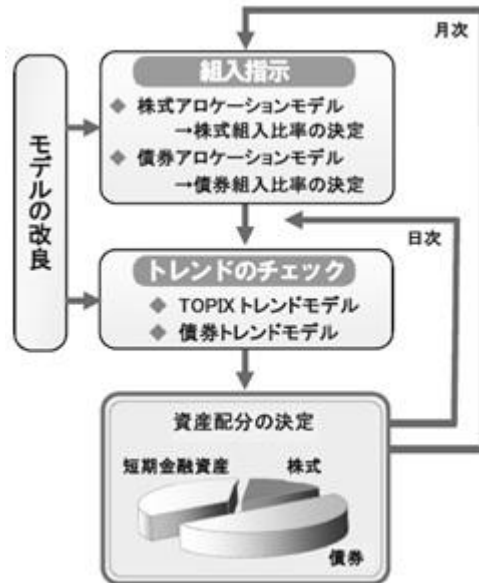 月次
組入指示
◆ 株式アロケーションモデル
→株式組入比率の決定
◆ 債券アロケーションモデル
→債券組入比率の決定
モデルの改良
日次
トレンドのチェック
◆ TOPIXトレンドモデル
◆ 債券トレンドモデル
資産配分の決定
短期金融資産
株式
債券